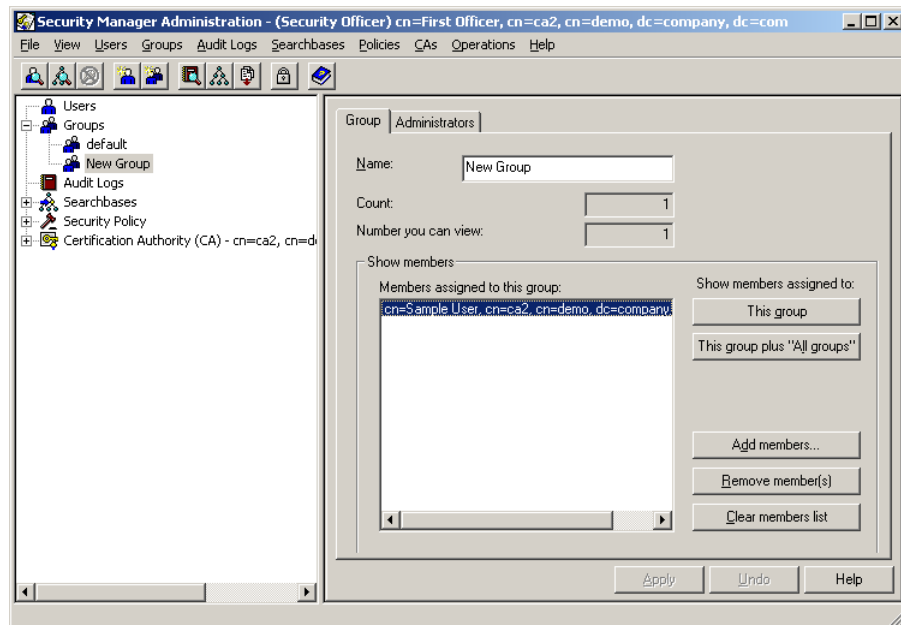 Security Manager Administration - (Security Officer) cn=First Officer, cn=ca2, cn=demo, dc=company, dc=com
File View Users Groups Audit Logs Searchbases Policies CAs Operations Help
Users
Groups
default
New Group
Audit Logs
Searchbases
Security Policy
Certification Authority (CA) - cn=ca2, cn=d
Group Administrators
Name: New Group
Count: 1
Number you can view: 1
Show members
Members assigned to this group:
cn=Sample User, cn=ca2, cn=demo, dc=company,
Show members assigned to:
This group
This group plus "All groups"
Add members...
Remove member(s)
Clear members list
Apply Undo Help